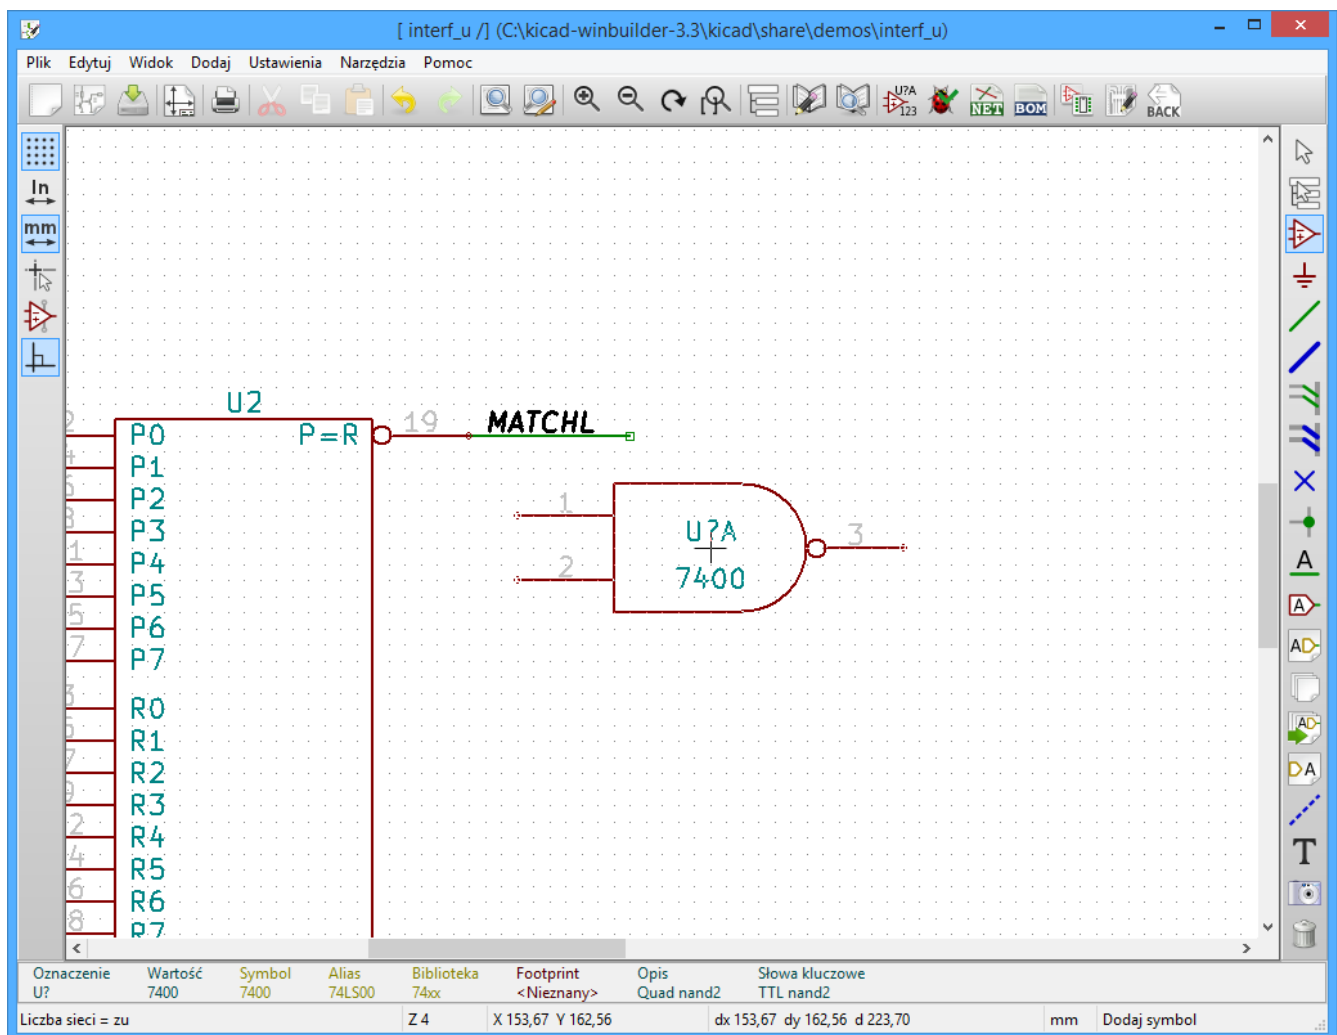 [ interf_u /] (C:\kicad-winbuilder-3.3\kicad\share\demos\interf_u)
Plik Edytuj Widok Dodaj Ustawienia Narzędzia Pomoc
U?A
123
NET
BOM
BACK
In
mm
U2
P0
P=R
19
MATCHL
P1
P2
P3
P4
P5
P6
P7
R0
R1
R2
R3
R4
R5
R6
R7
1
2
3
U?A
7400
A
A
AD
AD
DA
T
Oznaczenie Wartość Symbol Alias Biblioteka Footprint Opis Słowa kluczowe
U? 7400 7400 74LS00 74xx <Nieznany> Quad nand2 TTL nand2
Liczba sieci = zu Z 4 X 153,67 Y 162,56 dx 153,67 dy 162,56 d 223,70 mm Dodaj symbol